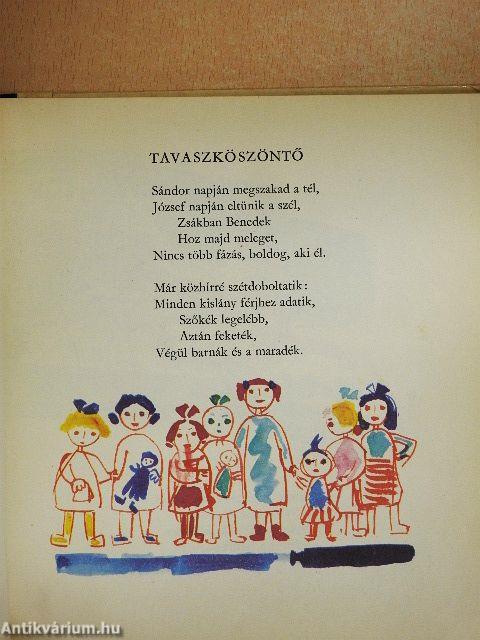 TAVASZKÖSZÖNTŐ
Sándor napján megszakad a tél,
József napján eltünik a szél,
Zsákban Benedek
Hoz majd meleget,
Nincs több fázás, boldog, aki él.
Már közhírré szétdoboltatik:
Minden kislány férjhez adatik,
Szőkék legelébb,
Aztán feketék,
Végül barnák és a maradék.
Antikvárium.hu